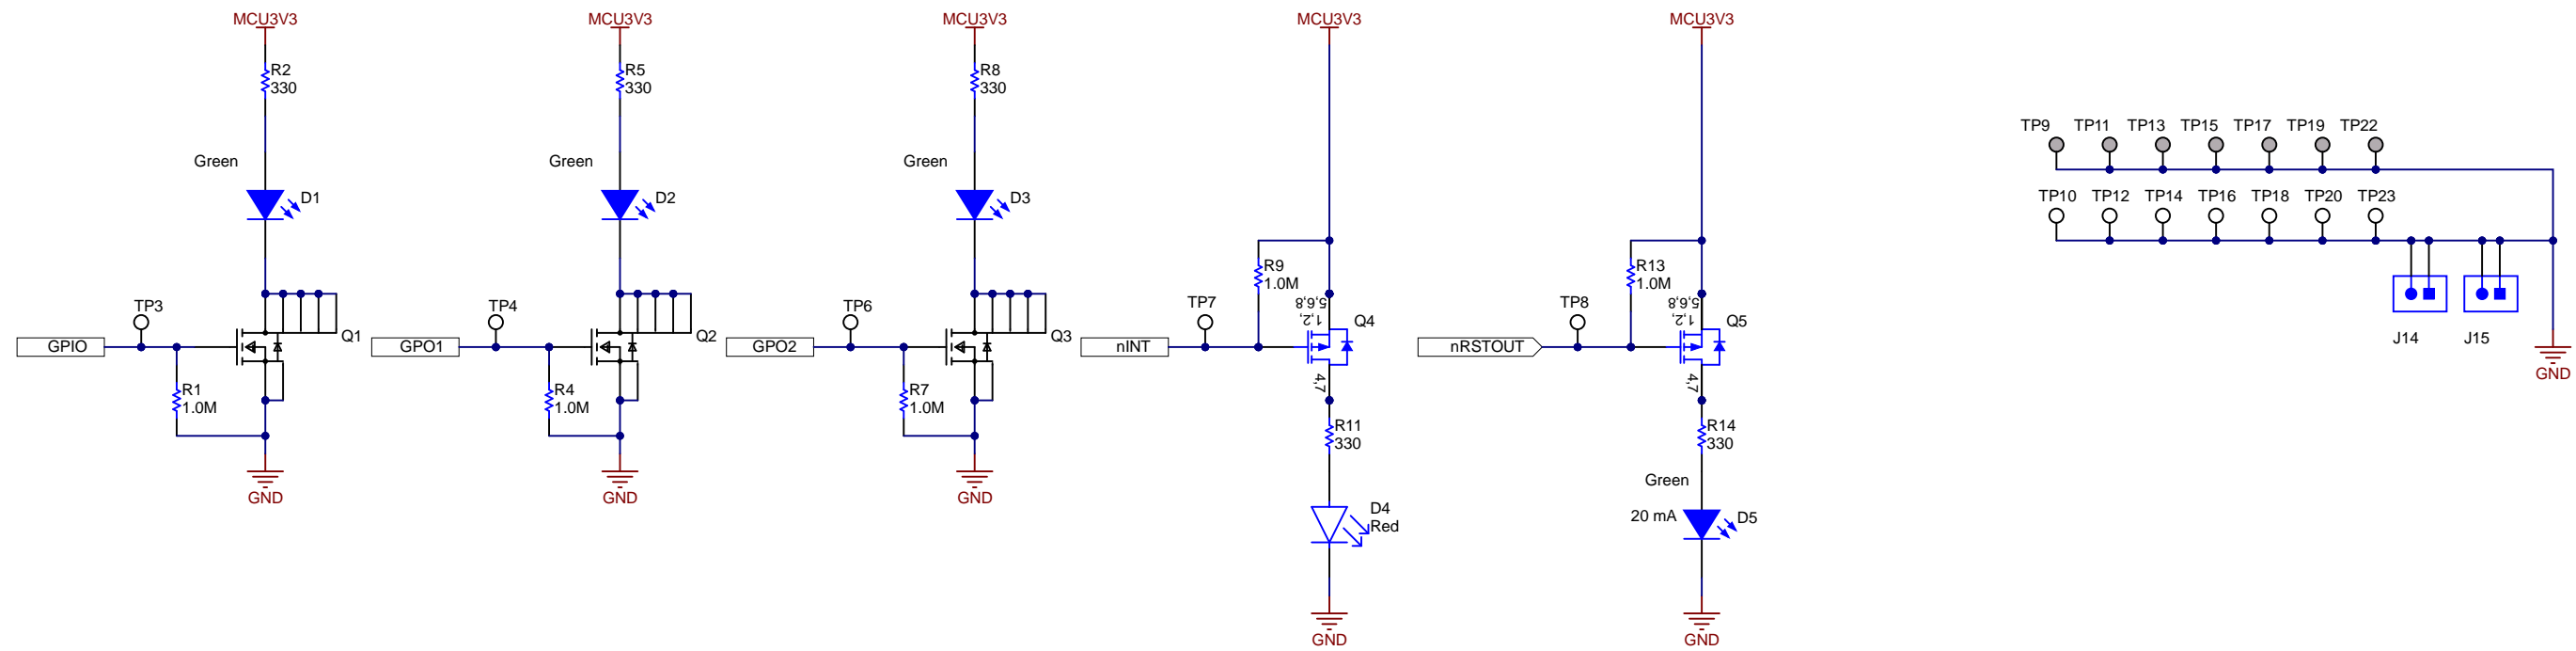 MCU3V3
MCU3V3
MCU3V3
MCU3V3
MCU3V3
R2
330
R5
330
R8
330
TP9
TP11
TP13
TP15
TP17
TP19
TP22
Green
Green
Green
D1
D2
D3
TP10
TP12
TP14
TP16
TP18
TP20
TP23
R9
1.0M
R13
1.0M
TP3
TP4
TP6
TP7
TP8
1,2,
5,6,8
1,2,
5,6,8
Q1
Q2
Q3
Q4
Q5
J14
J15
GPIO
GPO1
GPO2
nINT
nRSTOUT
GND
R1
1.0M
R4
1.0M
R7
1.0M
4,7
4,7
R11
330
R14
330
GND
GND
GND
Green
D4
Red
20 mA
D5
GND
GND